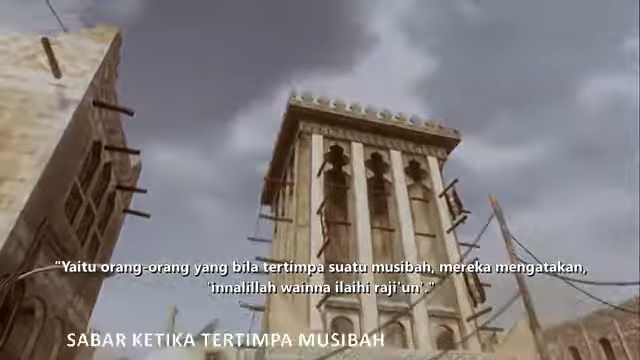 "Yaitu orang-orang yang bila tertimpa suatu musibah, mereka mengatakan,
'innalillah wainna ilaihi raji'un'."
SABAR KETIKA TERTIMPA MUSIBAH